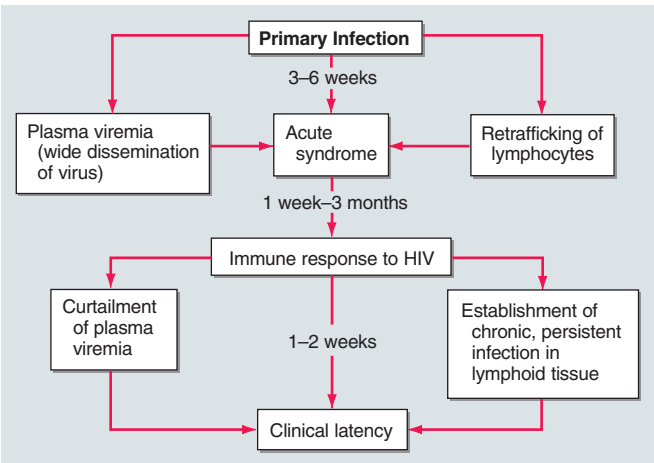 Primary Infection
3–6 weeks
Plasma viremia
(wide dissemination
of virus)
Acute
syndrome
Retrafficking of
lymphocytes
1 week–3 months
Immune response to HIV
Curtailment
of plasma
viremia
1–2 weeks
Establishment of
chronic, persistent
infection in
lymphoid tissue
Clinical latency